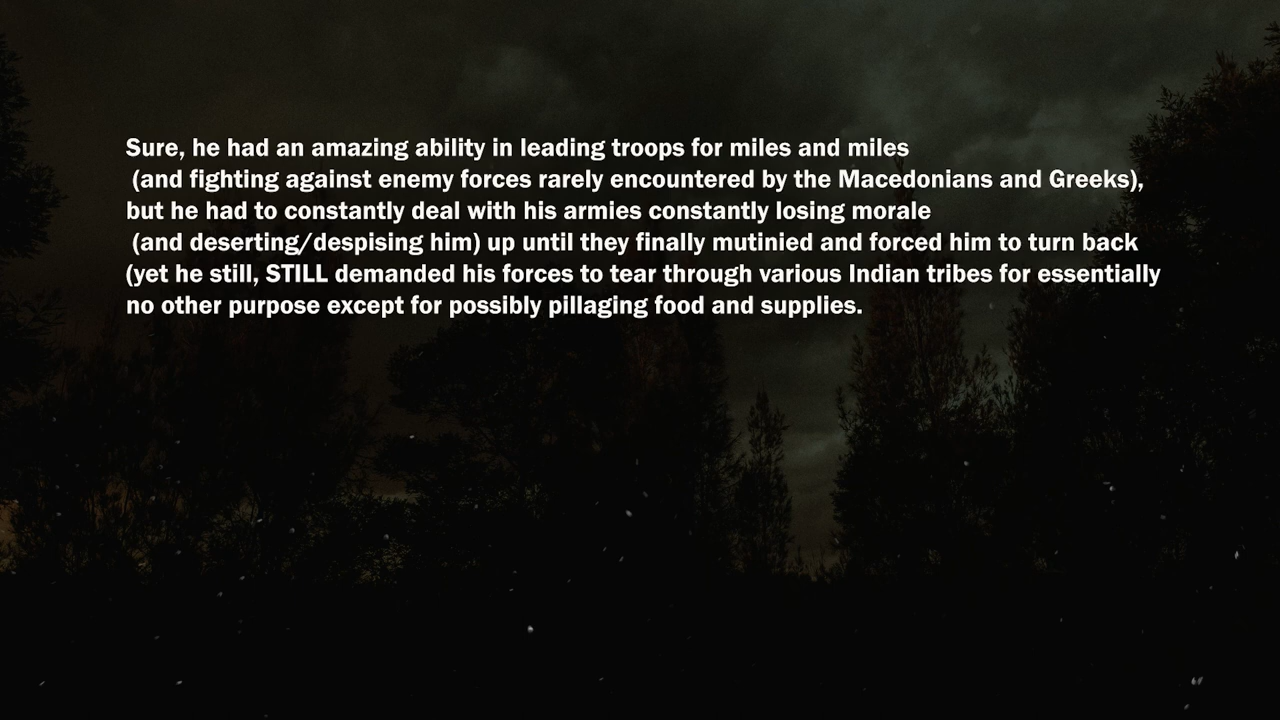 Sure, he had an amazing ability in leading troops for miles and miles
(and fighting against enemy forces rarely encountered by the Macedonians and Greeks),
but he had to constantly deal with his armies constantly losing morale
(and deserting/despising him) up until they finally mutinied and forced him to turn back
(yet he still, STILL demanded his forces to tear through various Indian tribes for essentially
no other purpose except for possibly pillaging food and supplies.